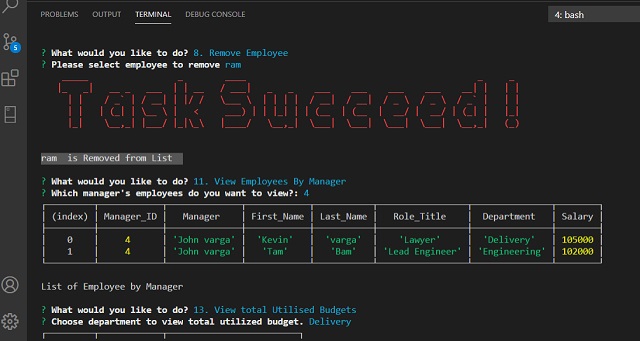 PROBLEMS OUTPUT TERMINAL DEBUG CONSOLE 4: bash
5
? What would you like to do? 8. Remove Employee
? Please select employee to remove ram
Task Succeed !
ram is Removed from List
? What would you like to do? 11. View Employees By Manager
? Which manager's employees do you want to view?: 4
(index) Manager_ID Manager First_Name Last_Name Role_Title Department Salary
0 4 'John varga' 'Kevin' 'varga' 'Lawyer' 'Delivery' 105000
1 4 'John varga' 'Tam' 'Bam' 'Lead Engineer' 'Engineering' 102000
List of Employee by Manager
? What would you like to do? 13. View total Utilised Budgets
? Choose department to view total utilized budget. Delivery